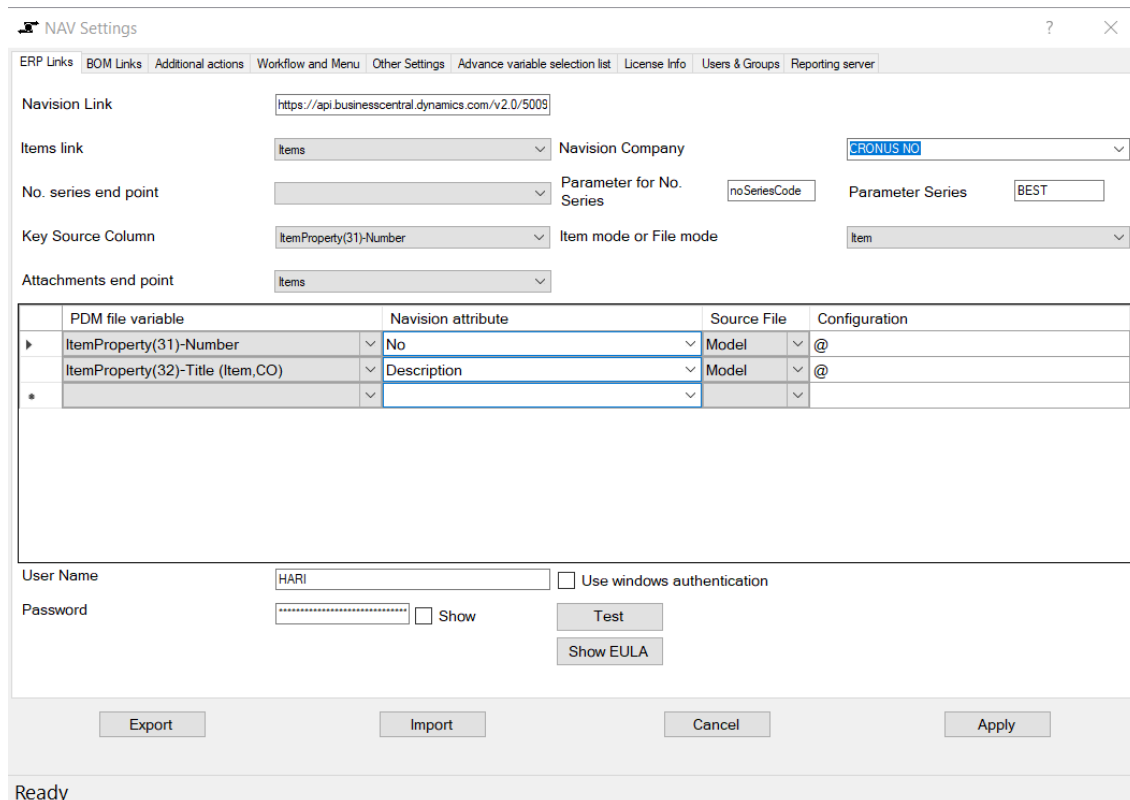 NAV Settings ?
ERP Links BOM Links Additional actions Workflow and Menu Other Settings Advance variable selection list License Info Users & Groups Reporting server
Navision Link https://api.businesscentral.dynamics.com/v2.0/5009
Items link Items Navision Company CRONUS NO
No. series end point Parameter for No. Series noSeriesCode Parameter Series BEST
Key Source Column ItemProperty(31)-Number Item mode or File mode Item
Attachments end point Items
PDM file variable Navision attribute Source File Configuration
ItemProperty(31)-Number No Model @
ItemProperty(32)-Title (Item,CO) Description Model @
*
User Name HARI Use windows authentication
Password ******************************* Show Test
Show EULA
Export Import Cancel Apply
Ready